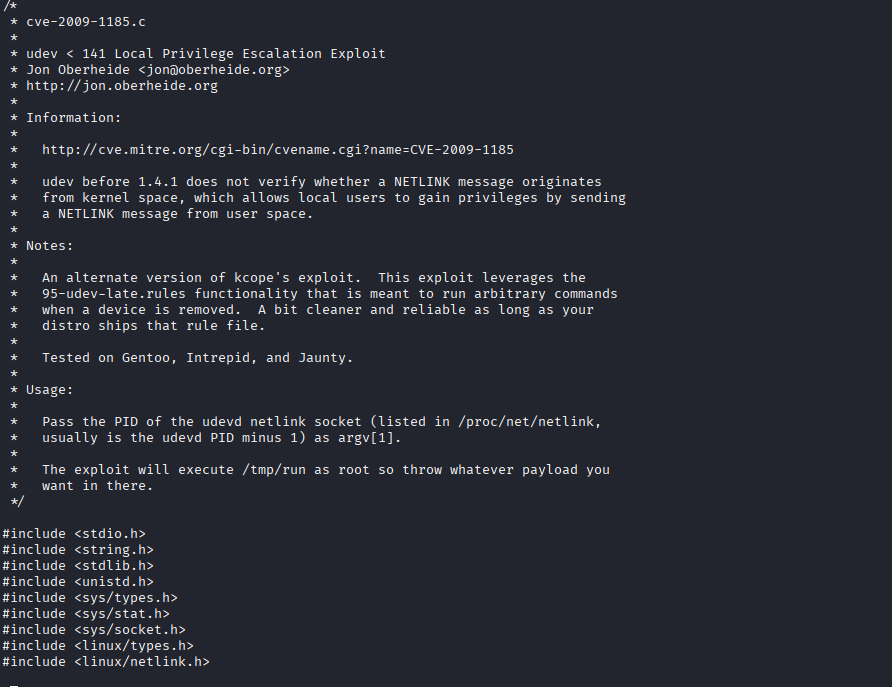 /*
 * cve-2009-1185.c
 *
 * udev < 141 Local Privilege Escalation Exploit
 * Jon Oberheide <jon@oberheide.org>
 * http://jon.oberheide.org
 *
 * Information:
 *
 *   http://cve.mitre.org/cgi-bin/cvename.cgi?name=CVE-2009-1185
 *
 *   udev before 1.4.1 does not verify whether a NETLINK message originates
 *   from kernel space, which allows local users to gain privileges by sending
 *   a NETLINK message from user space.
 *
 * Notes:
 *
 *   An alternate version of kcope's exploit.  This exploit leverages the
 *   95-udev-late.rules functionality that is meant to run arbitrary commands
 *   when a device is removed.  A bit cleaner and reliable as long as your
 *   distro ships that rule file.
 *
 *   Tested on Gentoo, Intrepid, and Jaunty.
 *
 * Usage:
 *
 *   Pass the PID of the udevd netlink socket (listed in /proc/net/netlink,
 *   usually is the udevd PID minus 1) as argv[1].
 *
 *   The exploit will execute /tmp/run as root so throw whatever payload you
 *   want in there.
 */

#include <stdio.h>
#include <string.h>
#include <stdlib.h>
#include <unistd.h>
#include <sys/types.h>
#include <sys/stat.h>
#include <sys/socket.h>
#include <linux/types.h>
#include <linux/netlink.h>